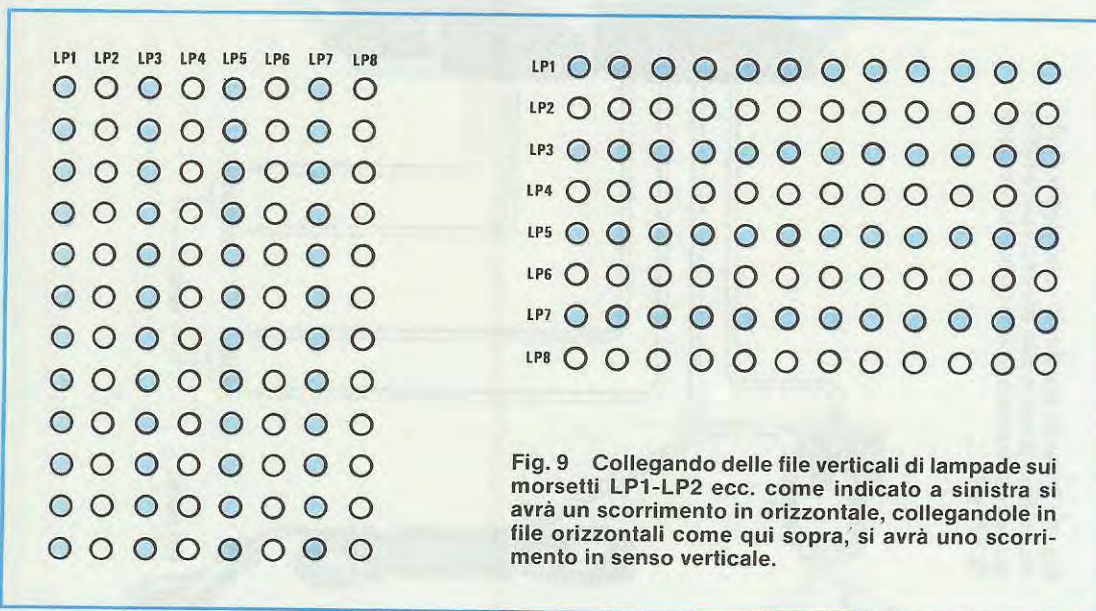 LP1 LP2 LP3 LP4 LP5 LP6 LP7 LP8
LP1
LP2
LP3
LP4
LP5
LP6
LP7
LP8
Fig. 9 Collegando delle file verticali di lampade sui
morsetti LP1-LP2 ecc. come indicato a sinistra si
avrà un scorrimento in orizzontale, collegandole in
file orizzontali come qui sopra, si avrà uno scorri-
mento in senso verticale.